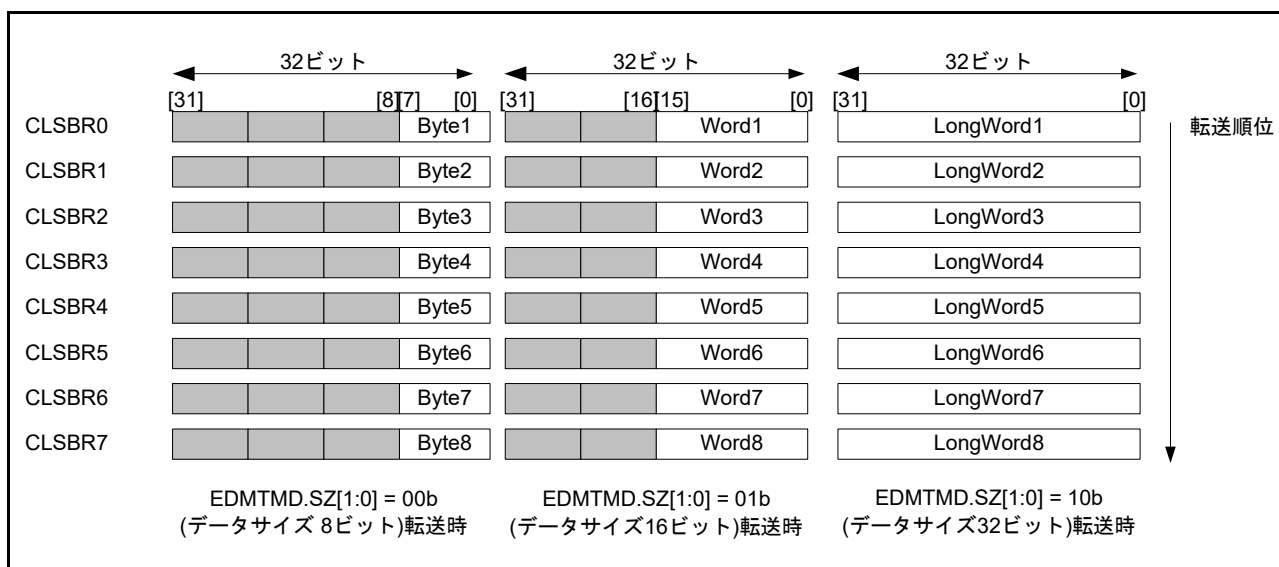 32ビット 32ビット 32ビット
[31] [8][7] [0] [31] [16][15] [0] [31] [0]
CLSBR0 Byte1 Word1 LongWord1 転送順位
CLSBR1 Byte2 Word2 LongWord2
CLSBR2 Byte3 Word3 LongWord3
CLSBR3 Byte4 Word4 LongWord4
CLSBR4 Byte5 Word5 LongWord5
CLSBR5 Byte6 Word6 LongWord6
CLSBR6 Byte7 Word7 LongWord7
CLSBR7 Byte8 Word8 LongWord8
EDMTMD.SZ[1:0] = 00b EDMTMD.SZ[1:0] = 01b EDMTMD.SZ[1:0] = 10b
(データサイズ 8ビット)転送時 (データサイズ16ビット)転送時 (データサイズ32ビット)転送時